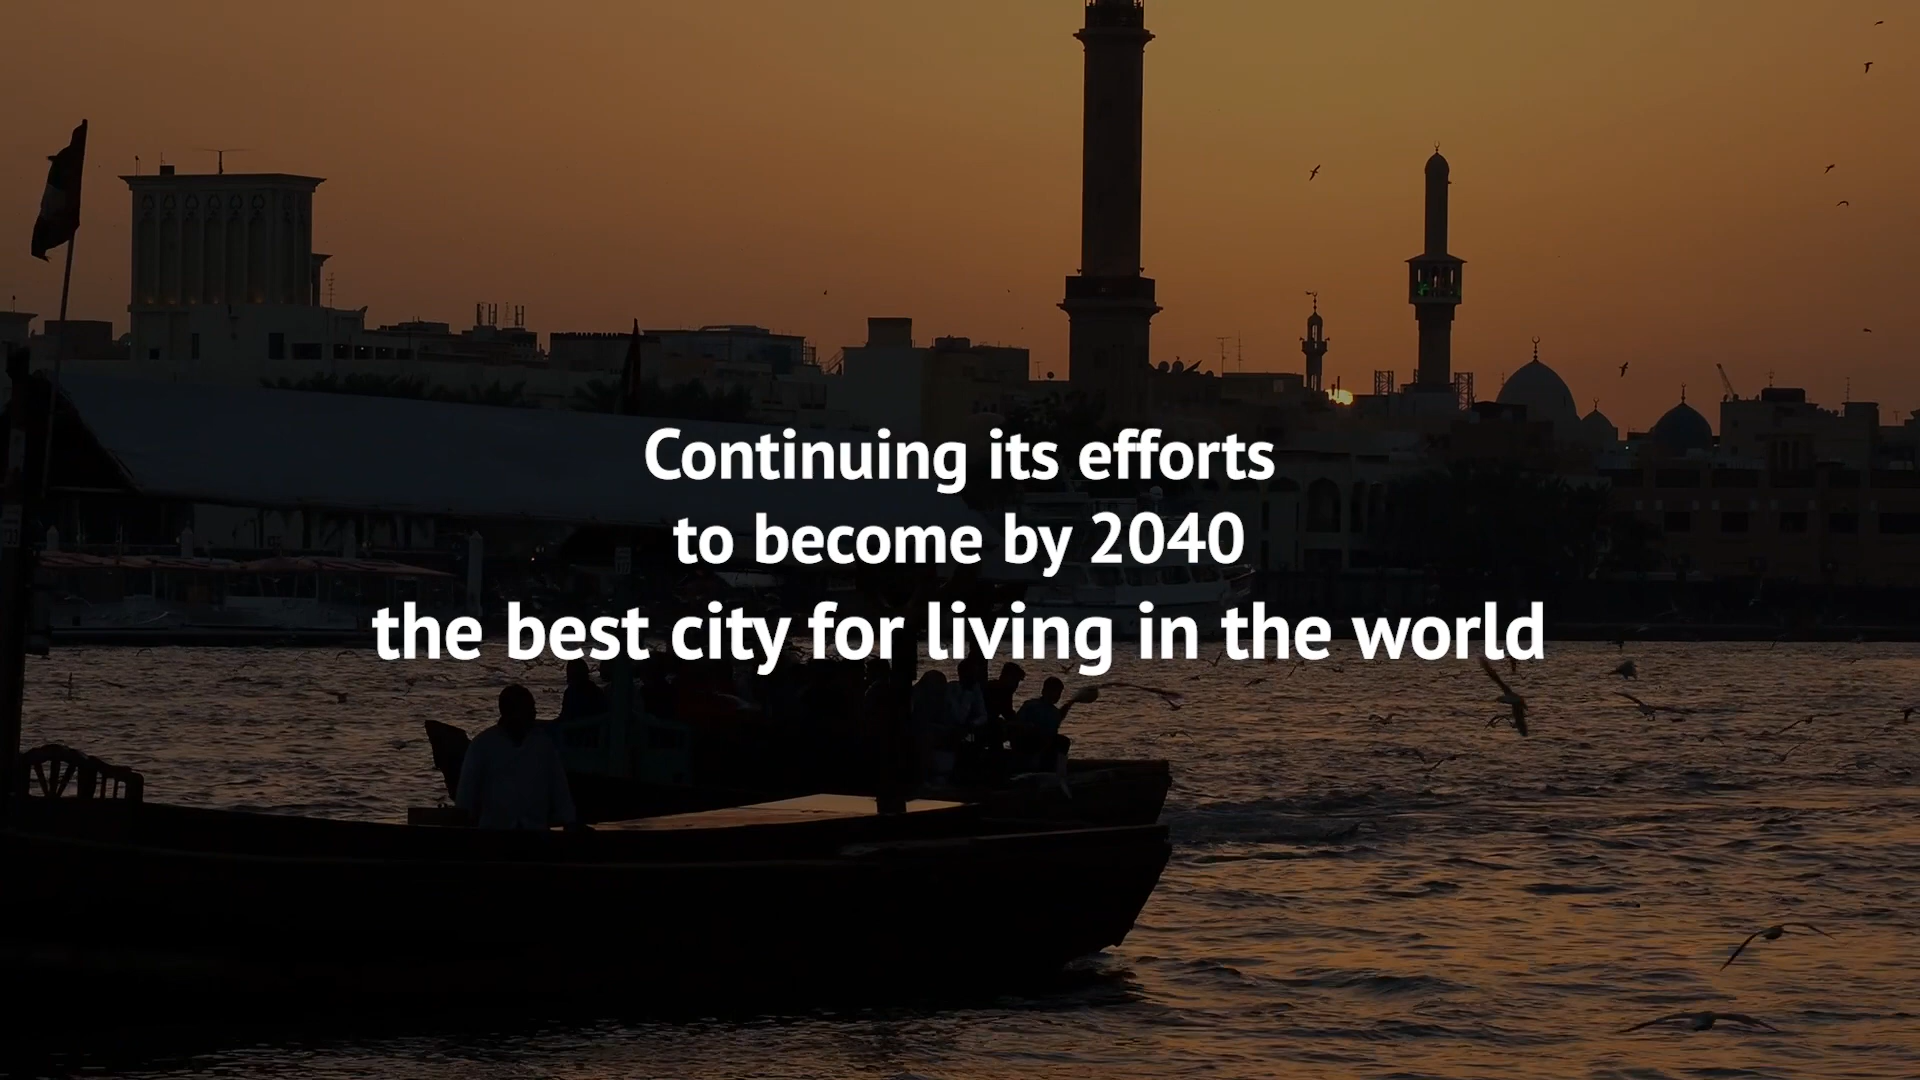 Continuing its efforts
to become by 2040
the best city for living in the world